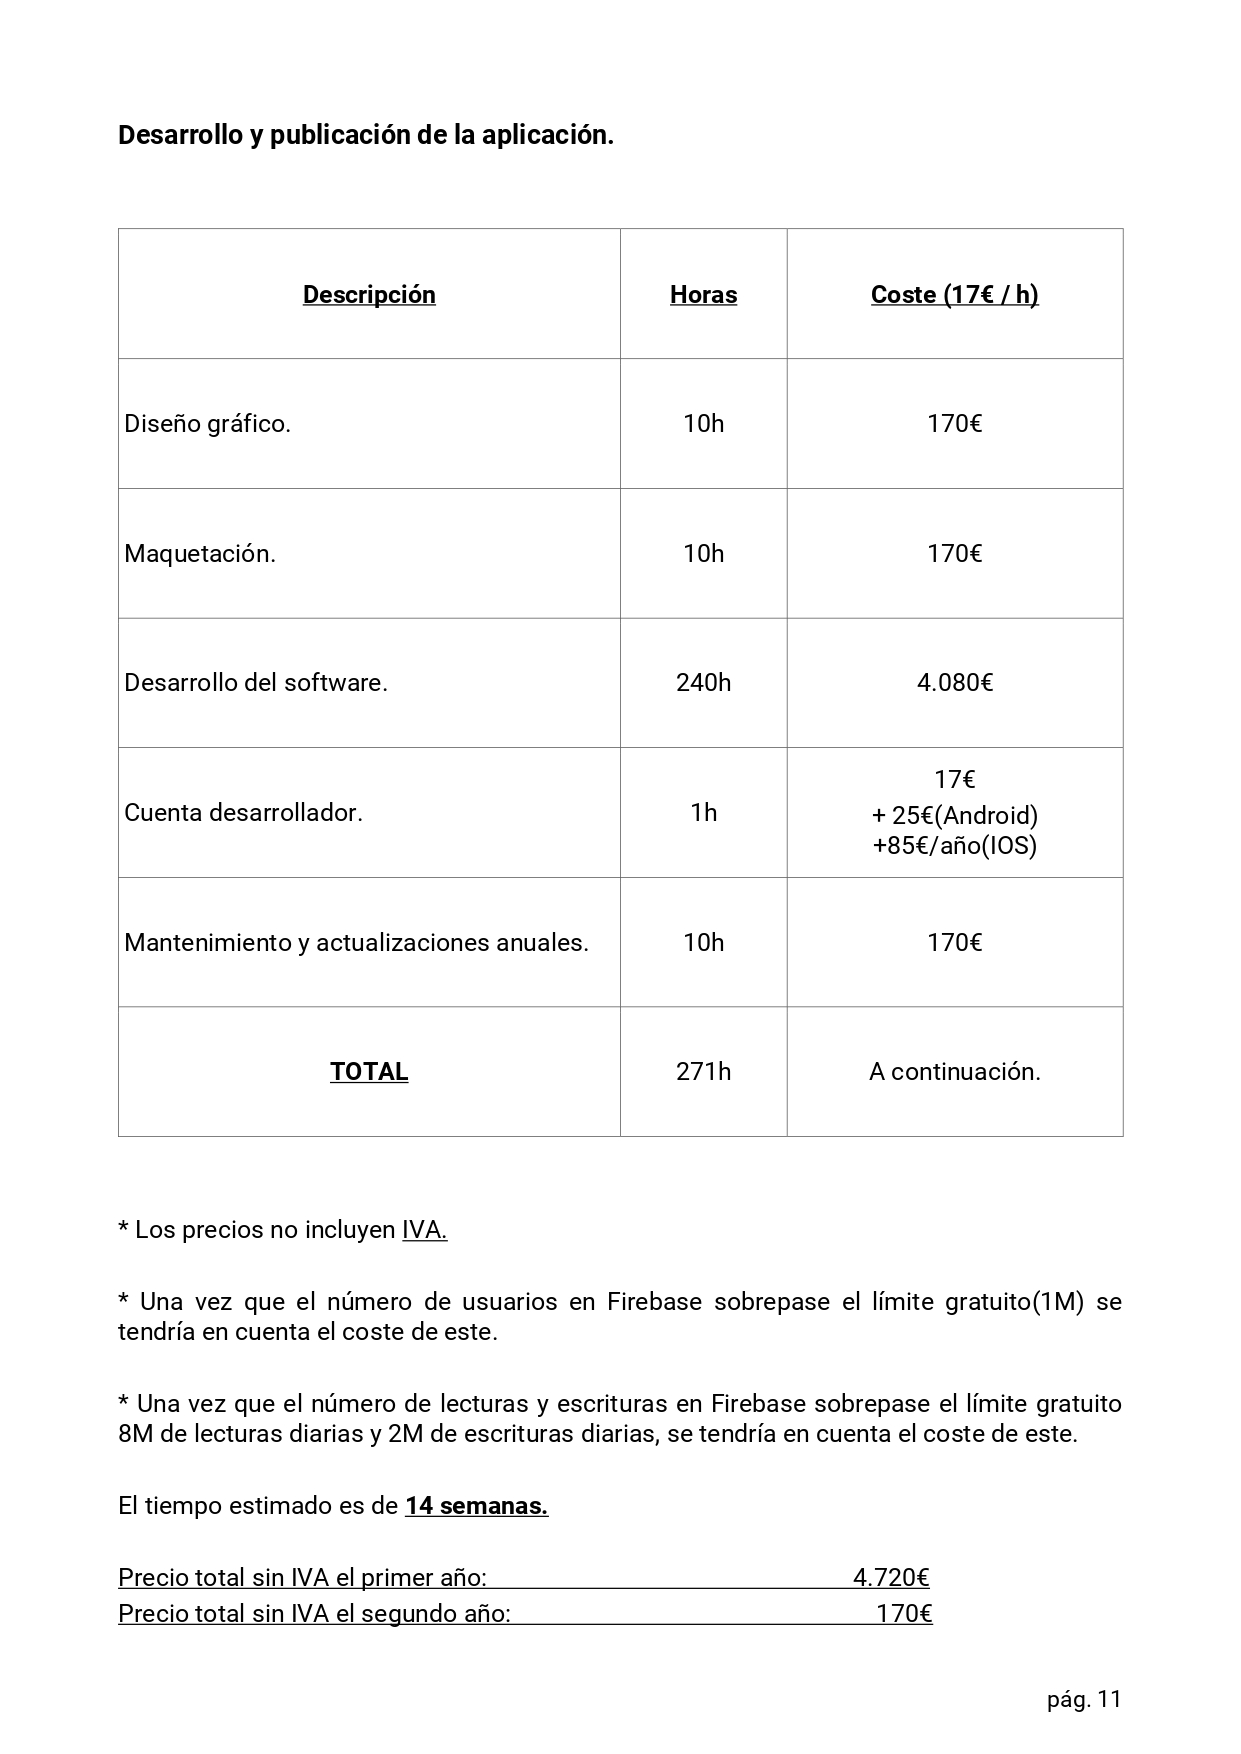 Desarrollo y publicación de la aplicación.
Descripción Horas Coste (17€ / h)
Diseño gráfico. 10h 170€
Maquetación. 10h 170€
Desarrollo del software. 240h 4.080€
Cuenta desarrollador. 1h 17€
+ 25€(Android)
+85€/año(IOS)
Mantenimiento y actualizaciones anuales. 10h 170€
TOTAL 271h A continuación.
* Los precios no incluyen IVA.
* Una vez que el número de usuarios en Firebase sobrepase el límite gratuito(1M) se
tendría en cuenta el coste de este.
* Una vez que el número de lecturas y escrituras en Firebase sobrepase el límite gratuito
8M de lecturas diarias y 2M de escrituras diarias, se tendría en cuenta el coste de este.
El tiempo estimado es de 14 semanas.
Precio total sin IVA el primer año: 4.720€
Precio total sin IVA el segundo año: 170€
pág. 11